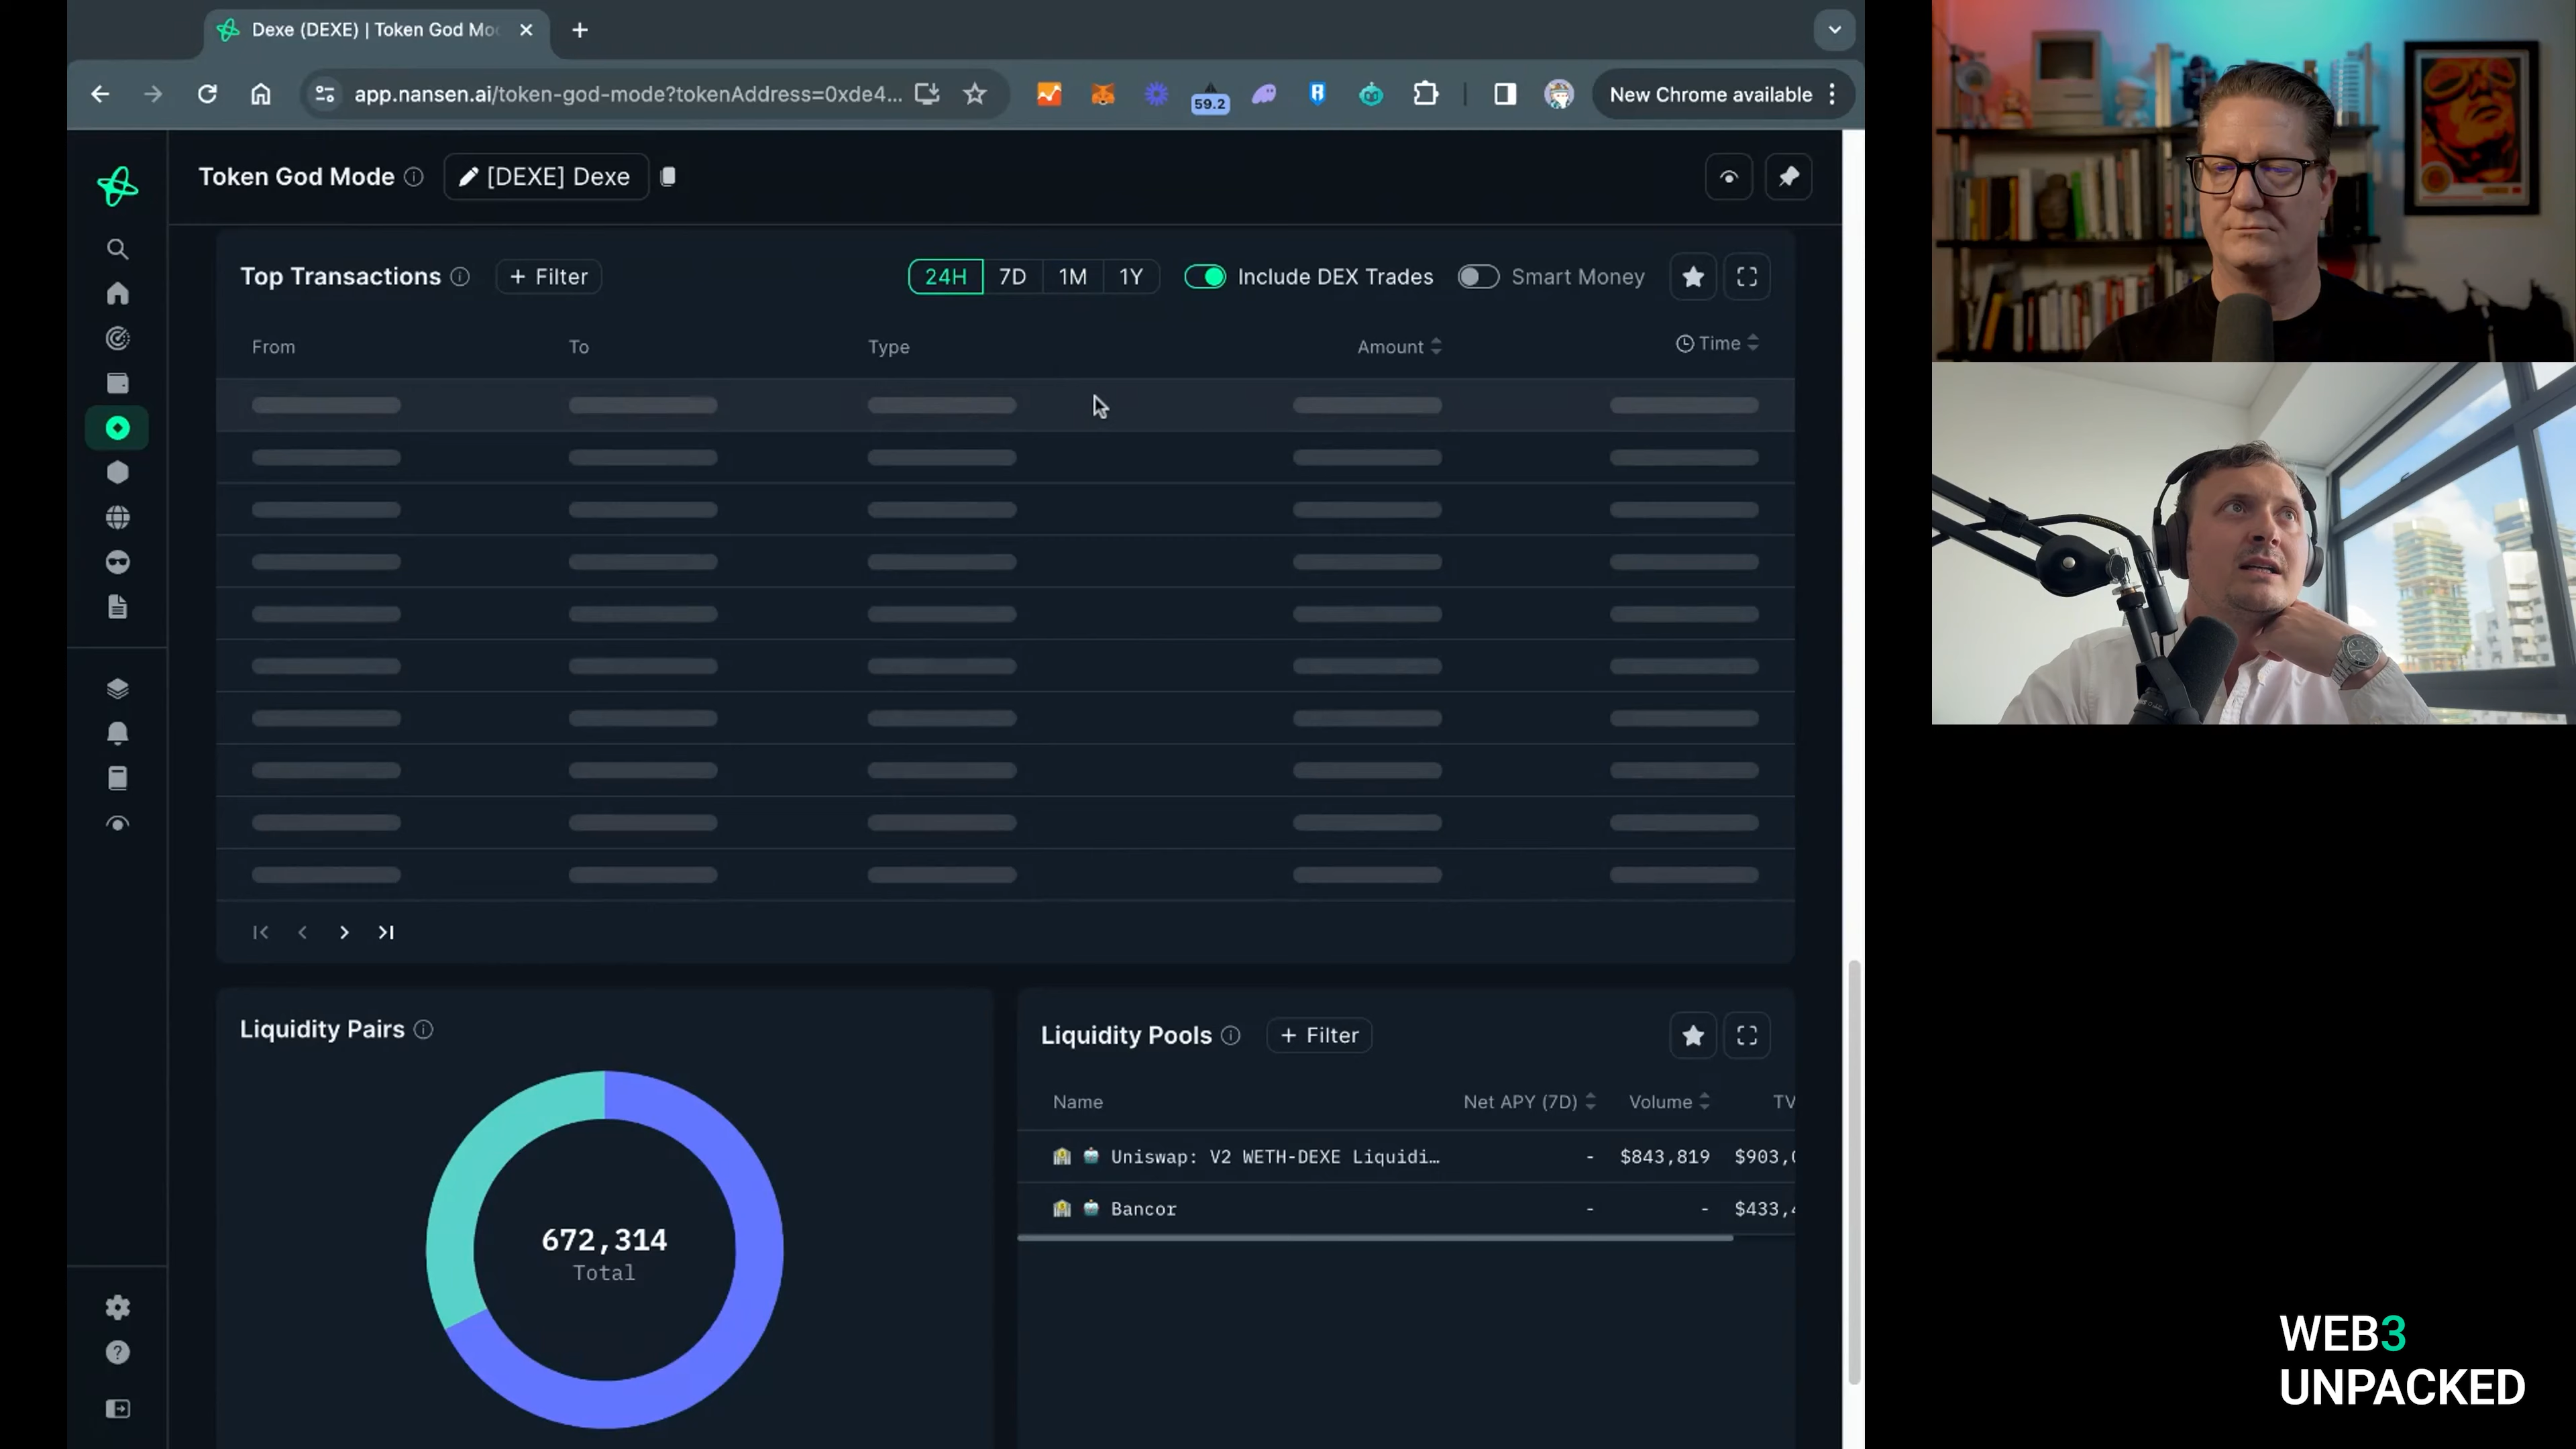 Dexe (DEXE) | Token God Mo
app.nansen.ai/token-god-mode?tokenAddress=0xde4...
59.2
New Chrome available
Token God Mode
[DEXE] Dexe
Top Transactions
+ Filter
24H 7D 1M 1Y
Include DEX Trades
Smart Money
From To Type Amount Time
Liquidity Pairs
672,314
Total
Liquidity Pools
+ Filter
Name Net APY (7D) Volume TV
Uniswap: V2 WETH-DEXE Liquidi… - $843,819 $903,
Bancor - - $433,
WEB3
UNPACKED